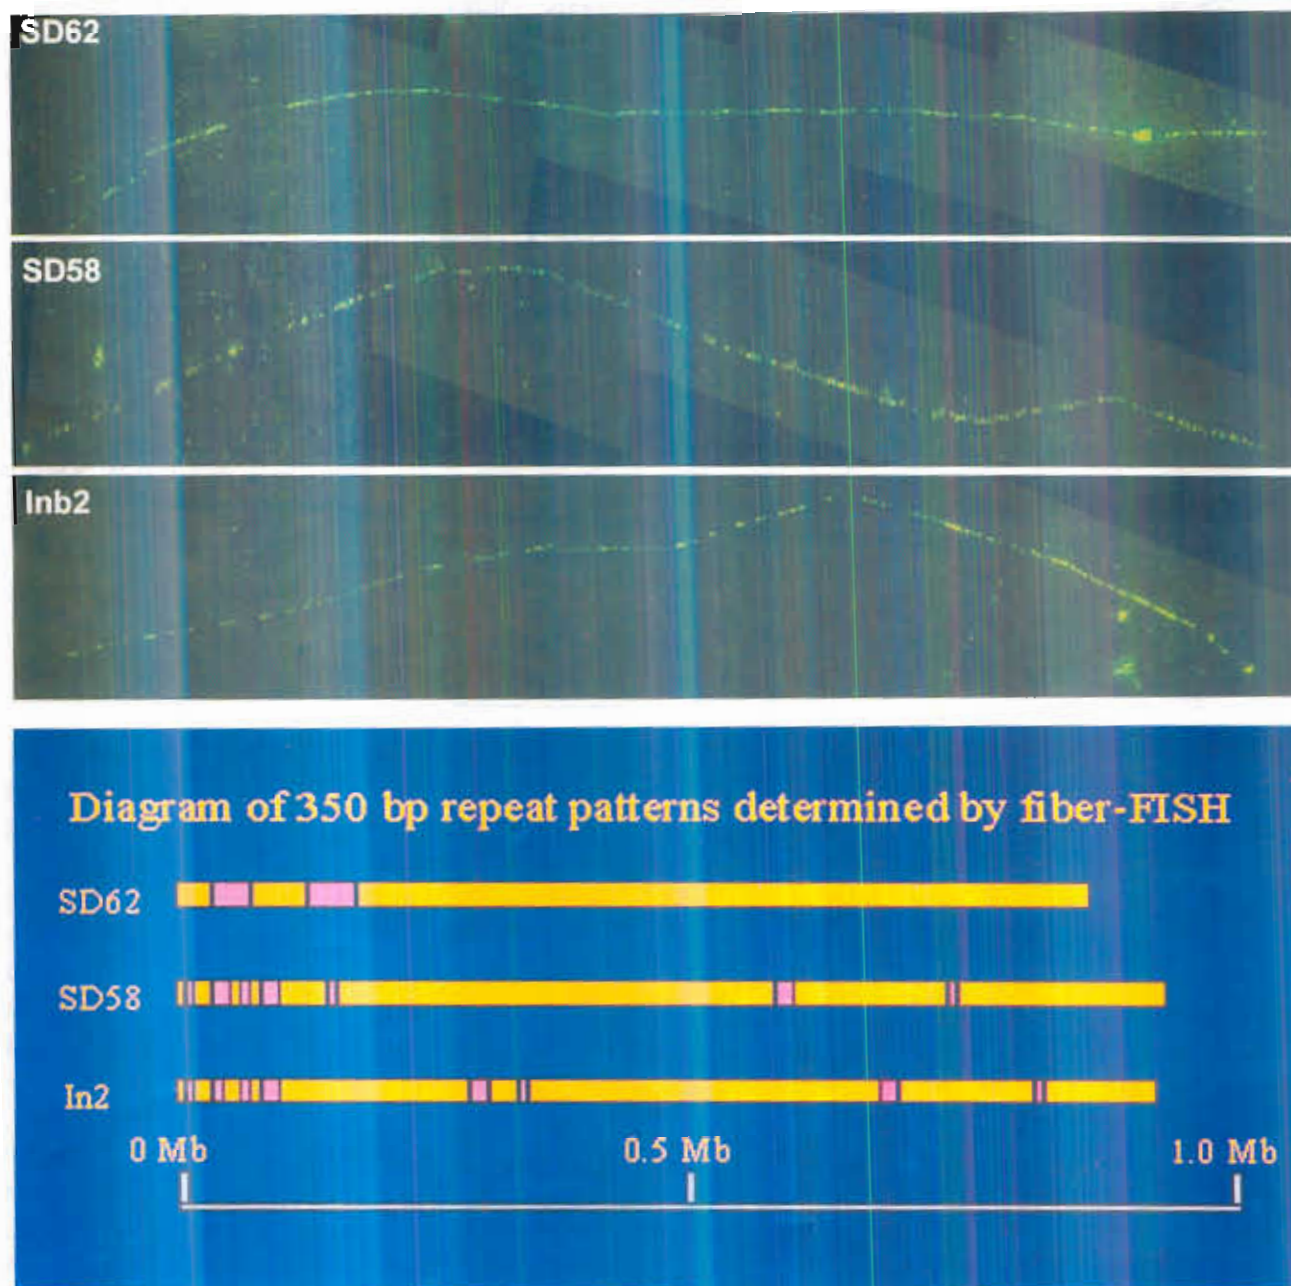 SD62
SD58
Inb2
Diagram of 350 bp repeat patterns determined by fiber-FISH
SD62
SD58
In2
0 Mb 0.5 Mb 1.0 Mb